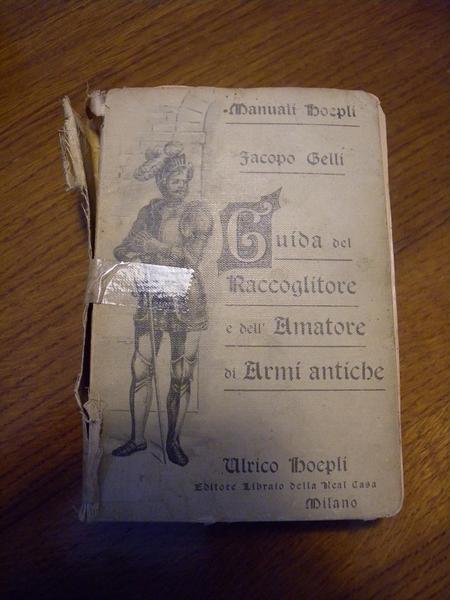 Manuali Hoepli
Jacopo Gelli
Guida del
Raccoglitore
e dell' Amatore
di Armi antiche
Ulrico Hoepli
Editore Libraio della Real Casa
Milano